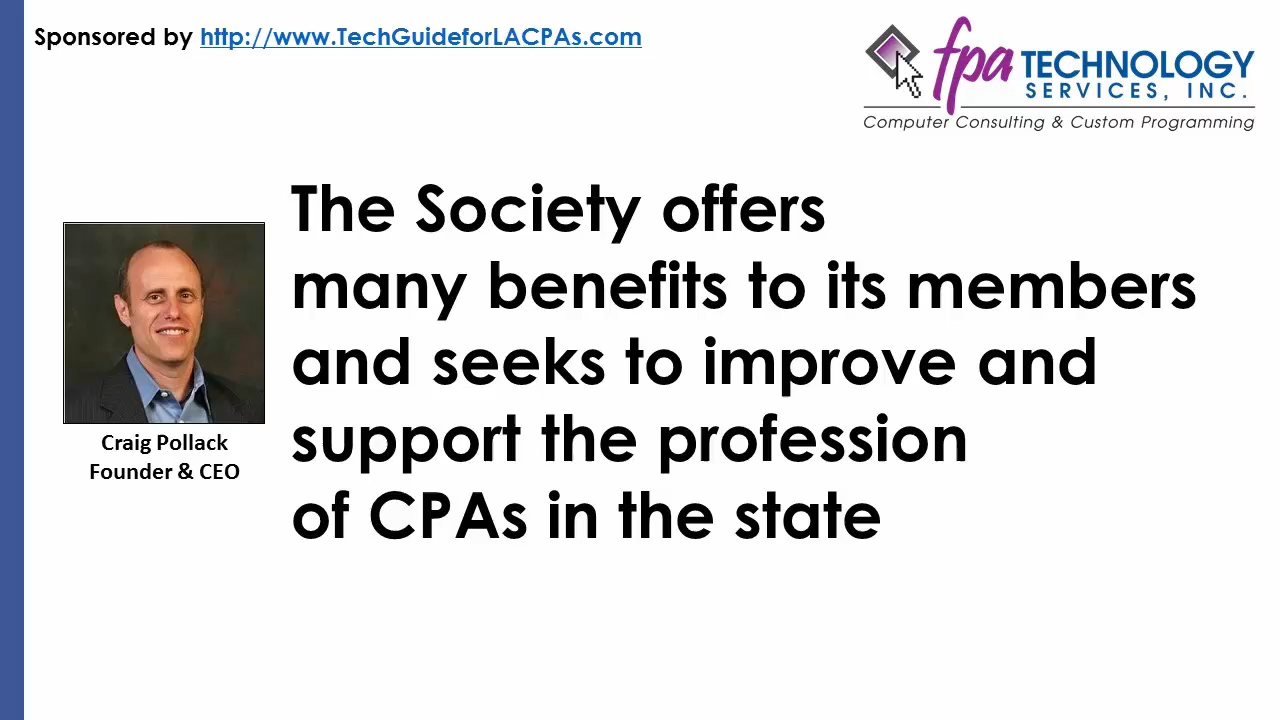 Sponsored by http://www.TechGuideforLACPAs.com
fpa TECHNOLOGY
SERVICES, INC.
Computer Consulting & Custom Programming
The Society offers
many benefits to its members
and seeks to improve and
support the profession
of CPAs in the state
Craig Pollack
Founder & CEO